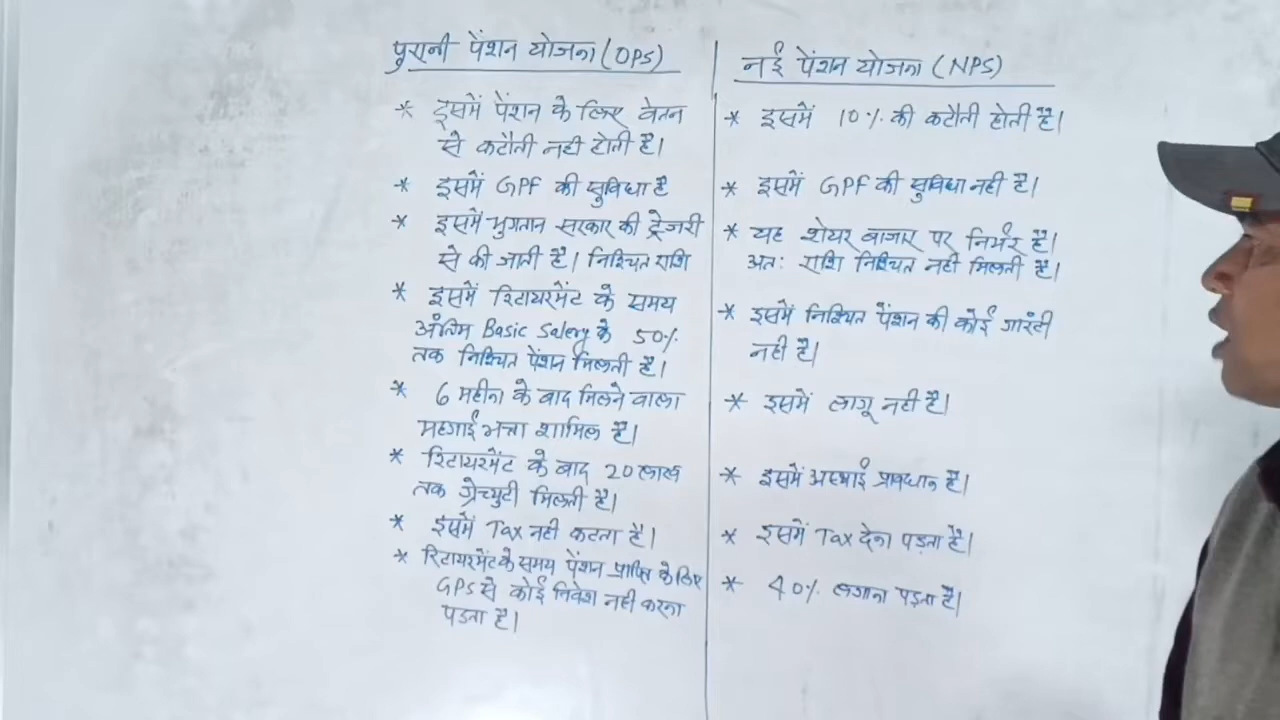 पुरानी पेंशन योजना (OPS)
* इसमें पेंशन के लिए वेतन
से कटौती नही होती है।
* इसमें GPF की सुविधा है
* इसमें भुगतान सरकार की ट्रेजरी
से की जाती है। निश्चित राशि
* इसमें रिटायरमेंट के समय
अंतिम Basic Salery के 50%
तक निश्चित पेंशन मिलती है।
* 6 महीना के बाद मिलने वाला
महगाई भत्ता शामिल है।
* रिटायरमेंट के बाद 20 लाख
तक ग्रेच्युटी मिलती है।
* इसमें Tax नही कटता है।
* रिटायरमेंट के समय पेंशन प्राप्ति के लिए
GPS से कोई निवेश नही करना
पडता है।
नई पेंशन योजना (NPS)
* इसमें 10% की कटौती होती है।
* इसमें GPF की सुविधा नही है।
* यह शेयर बाजार पर निर्भर है।
अतः राशि निश्चित नही मिलती है।
* इसमें निश्चित पेंशन की कोई गारंटी
नही है।
* इसमें लागू नही है।
* इसमें अस्थाई प्रावधान है।
* इसमें Tax देना पड़ता है।
* 40% लगाना पड़ता है।